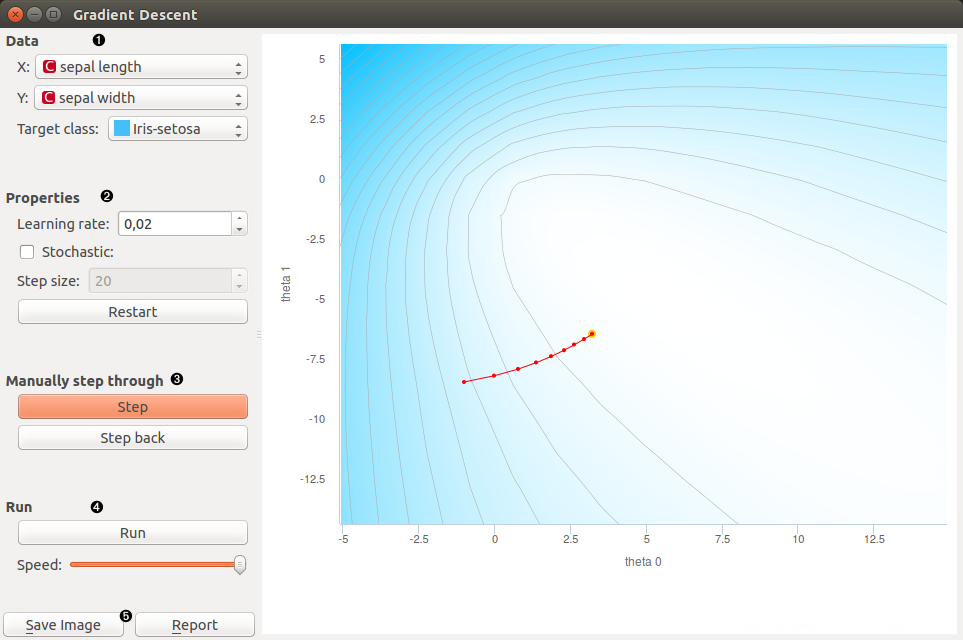 Gradient Descent
Data 1
X: C sepal length
Y: C sepal width
Target class: Iris-setosa
Properties 2
Learning rate: 0,02
Stochastic:
Step size: 20
Restart
Manually step through 3
Step
Step back
Run 4
Run
Speed:
5
Save Image Report
5
2.5
0
-2.5
-5
-7.5
-10
-12.5
theta 1
-5 -2.5 0 2.5 5 7.5 10 12.5
theta 0